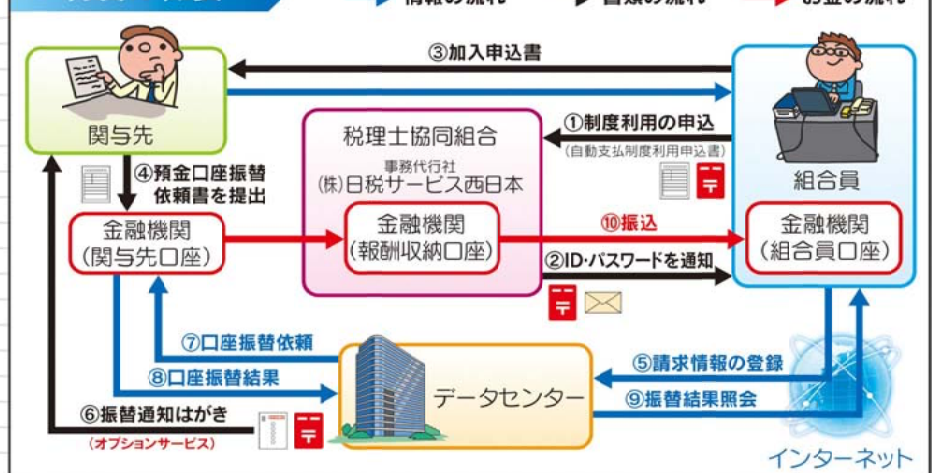 情報の流れ
書類の流れ
お金の流れ
③加入申込書
関与先
税理士協同組合
事務代行社
(株)日税サービス西日本
①制度利用の申込
(自動支払制度利用申込書)
組合員
④預金口座振替
依頼書を提出
金融機関
(関与先口座)
金融機関
(報酬収納口座)
⑩振込
金融機関
(組合員口座)
②ID・パスワードを通知
⑦口座振替依頼
⑧口座振替結果
データセンター
⑤請求情報の登録
⑨振替結果照会
⑥振替通知はがき
(オプションサービス)
インターネット